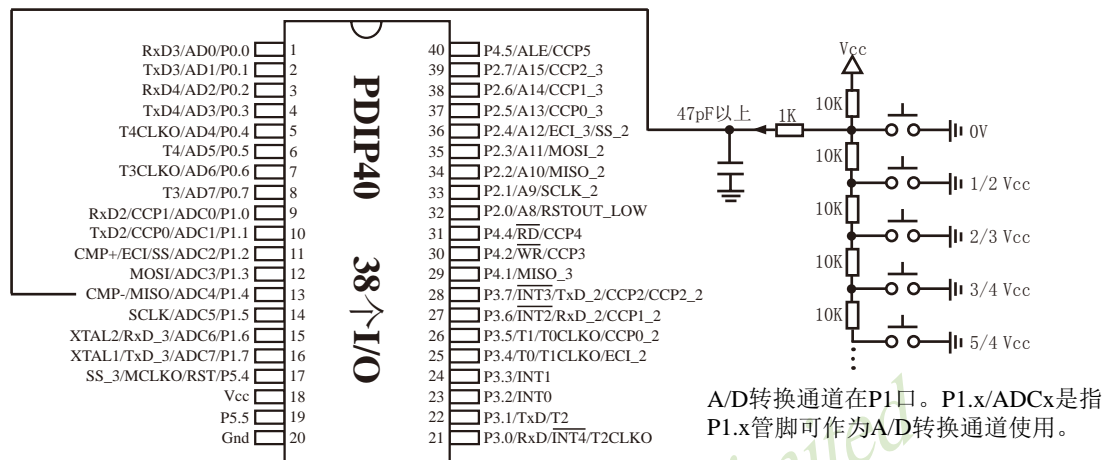 RxD3/AD0/P0.0 1
TxD3/AD1/P0.1 2
RxD4/AD2/P0.2 3
TxD4/AD3/P0.3 4
T4CLKO/AD4/P0.4 5
T4/AD5/P0.5 6
T3CLKO/AD6/P0.6 7
T3/AD7/P0.7 8
RxD2/CCP1/ADC0/P1.0 9
TxD2/CCP0/ADC1/P1.1 10
CMP+/ECI/SS/ADC2/P1.2 11
MOSI/ADC3/P1.3 12
CMP-/MISO/ADC4/P1.4 13
SCLK/ADC5/P1.5 14
XTAL2/RxD_3/ADC6/P1.6 15
XTAL1/TxD_3/ADC7/P1.7 16
SS_3/MCLKO/RST/P5.4 17
Vcc 18
P5.5 19
Gnd 20
PDIP40 38个I/O
40 P4.5/ALE/CCP5
39 P2.7/A15/CCP2_3
38 P2.6/A14/CCP1_3
37 P2.5/A13/CCP0_3
36 P2.4/A12/ECI_3/SS_2
35 P2.3/A11/MOSI_2
34 P2.2/A10/MISO_2
33 P2.1/A9/SCLK_2
32 P2.0/A8/RSTOUT_LOW
31 P4.4/RD/CCP4
30 P4.2/WR/CCP3
29 P4.1/MISO_3
28 P3.7/INT3/TxD_2/CCP2/CCP2_2
27 P3.6/INT2/RxD_2/CCP1_2
26 P3.5/T1/T0CLKO/CCP0_2
25 P3.4/T0/T1CLKO/ECI_2
24 P3.3/INT1
23 P3.2/INT0
22 P3.1/TxD/T2
21 P3.0/RxD/INT4/T2CLKO
47pF以上
1K
Vcc
10K
0V
10K
1/2 Vcc
10K
2/3 Vcc
10K
3/4 Vcc
10K
5/4 Vcc
A/D转换通道在P1口。P1.x/ADCx是指
P1.x管脚可作为A/D转换通道使用。